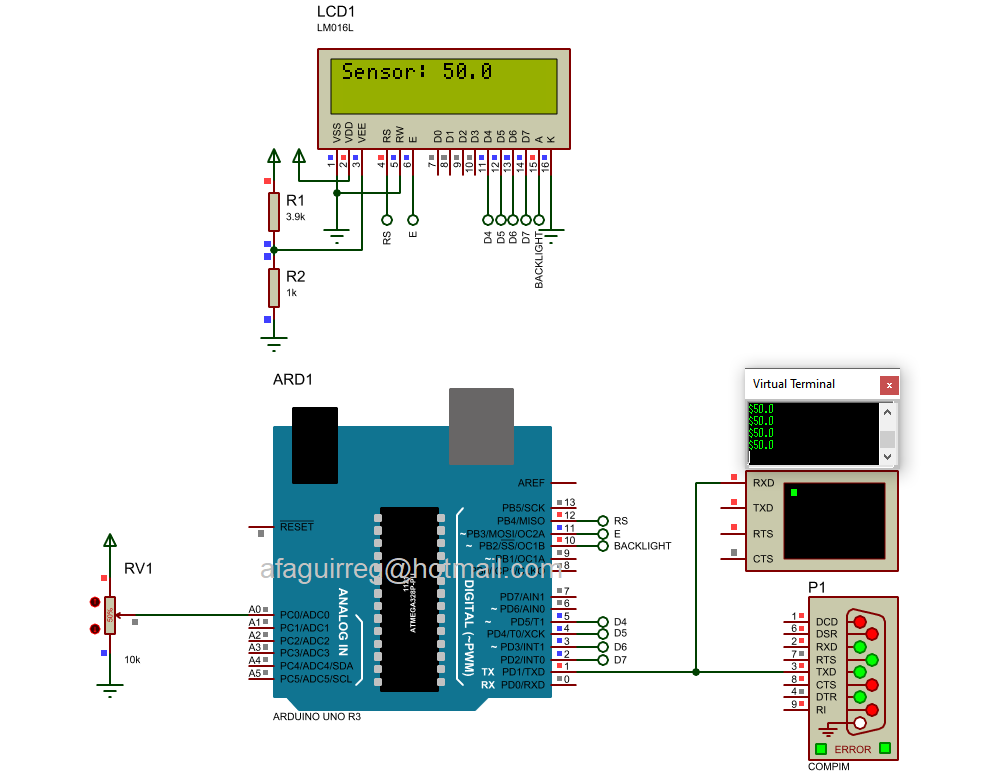 LCD1
LM016L
Sensor: 50.0
VSS
VDD
VEE
RS
RW
E
D0
D1
D2
D3
D4
D5
D6
D7
A
K
1
2
3
4
5
6
7
8
9
10
11
12
13
14
15
16
R1
3.9k
RS
E
D4
D5
D6
D7
BACKLIGHT
R2
1k
ARD1
Virtual Terminal
x
$50.0
$50.0
$50.0
$50.0
RXD
TXD
RTS
CTS
AREF
PB5/SCK 13
RESET
PB4/MISO 12 RS
~PB3/MOSI/OC2A 11 E
~ PB2/SS/OC1B 10 BACKLIGHT
~ PB1/OC1A 9
8
afaguirreg@hotmail.com
1121
ATMEGA328P-PU
RV1
50%
10k
PD7/AIN1 7
~ PD6/AIN0 6
~ PD5/T1 5 D4
PD4/T0/XCK 4 D5
~ PD3/INT1 3 D6
PD2/INT0 2 D7
TX PD1/TXD 1
RX PD0/RXD 0
A0 PC0/ADC0
A1 PC1/ADC1
A2 PC2/ADC2
A3 PC3/ADC3
A4 PC4/ADC4/SDA
A5 PC5/ADC5/SCL
ANALOG IN
DIGITAL (~PWM)
ARDUINO UNO R3
P1
1 DCD
6 DSR
2 RXD
7 RTS
3 TXD
8 CTS
4 DTR
9 RI
ERROR
COMPIM